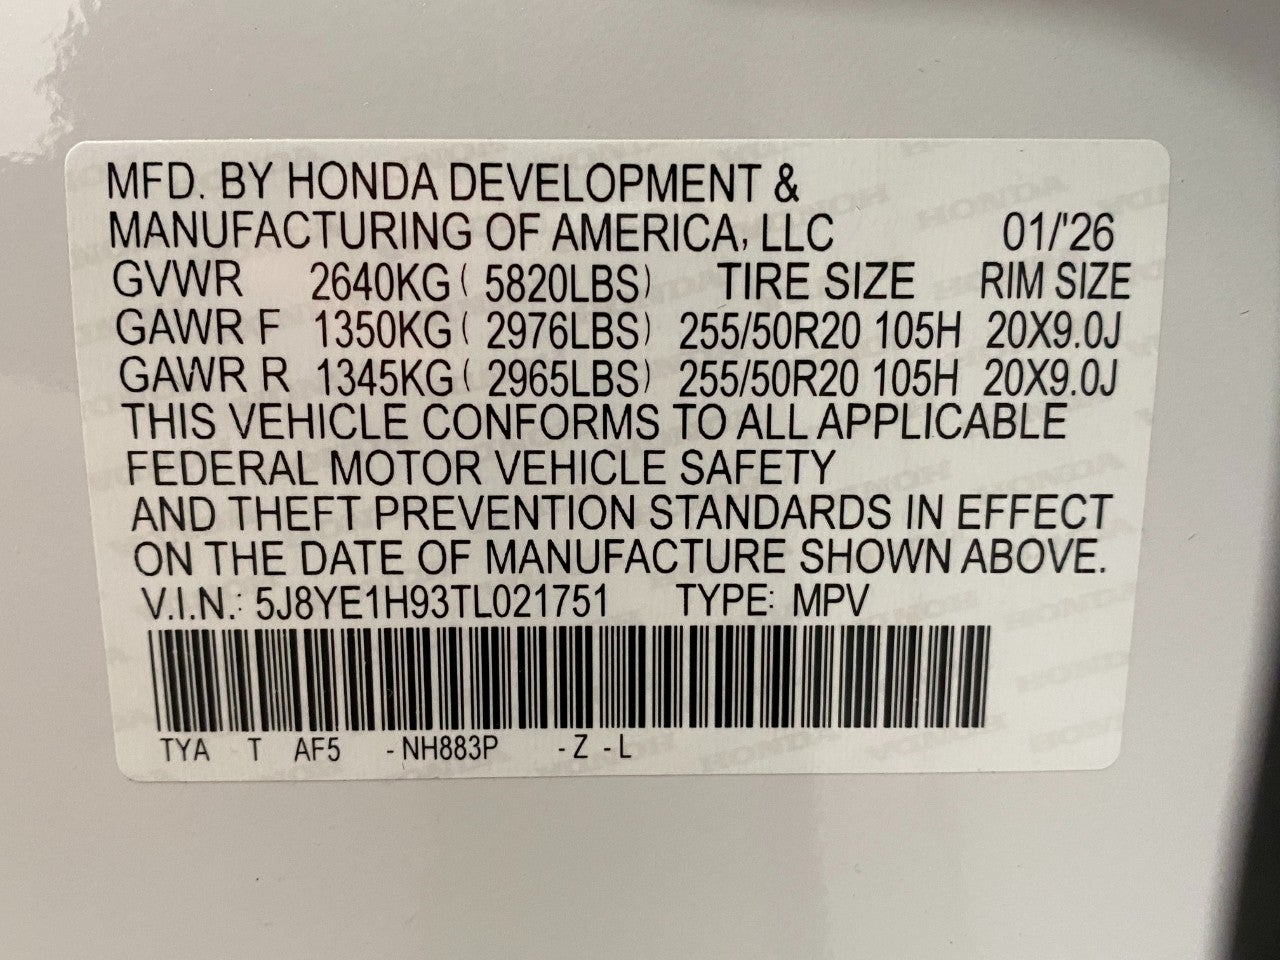 MFD. BY HONDA DEVELOPMENT &
MANUFACTURING OF AMERICA, LLC 01/'26
GVWR 2640KG ( 5820LBS) TIRE SIZE RIM SIZE
GAWR F 1350KG ( 2976LBS) 255/50R20 105H 20X9.0J
GAWR R 1345KG ( 2965LBS) 255/50R20 105H 20X9.0J
THIS VEHICLE CONFORMS TO ALL APPLICABLE
FEDERAL MOTOR VEHICLE SAFETY
AND THEFT PREVENTION STANDARDS IN EFFECT
ON THE DATE OF MANUFACTURE SHOWN ABOVE.
V.I.N.: 5J8YE1H93TL021751 TYPE: MPV
TYA T AF5 -NH883P -Z -L